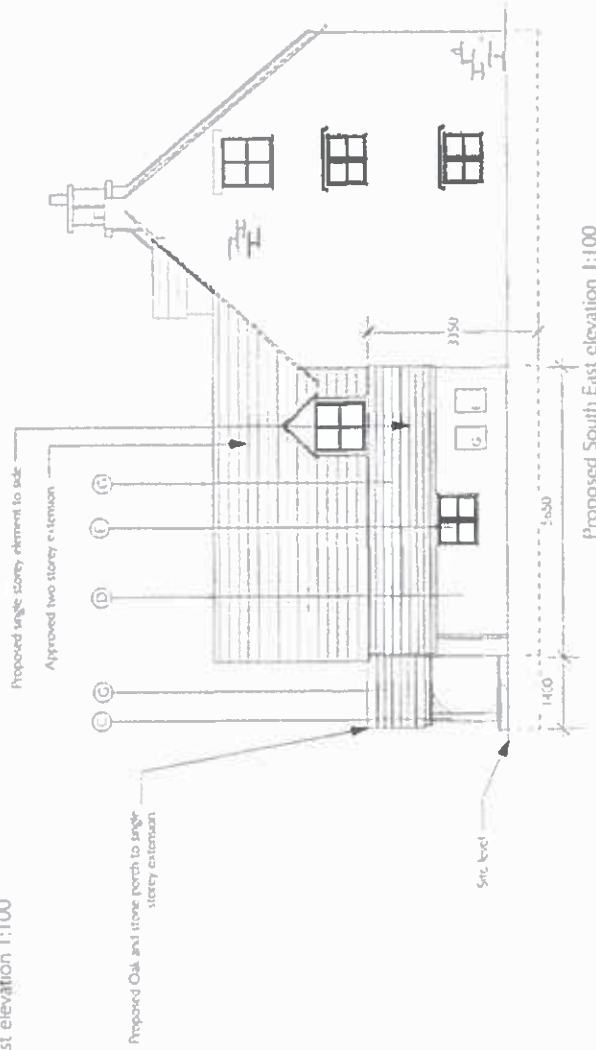 st elevation 1:100
Proposed single storey element to side
Approved two storey extension
Proposed Oak and stone porch to single
storey extension
C
G
D
G
Site level
1400
3350
G
Proposed South East elevation 1:100